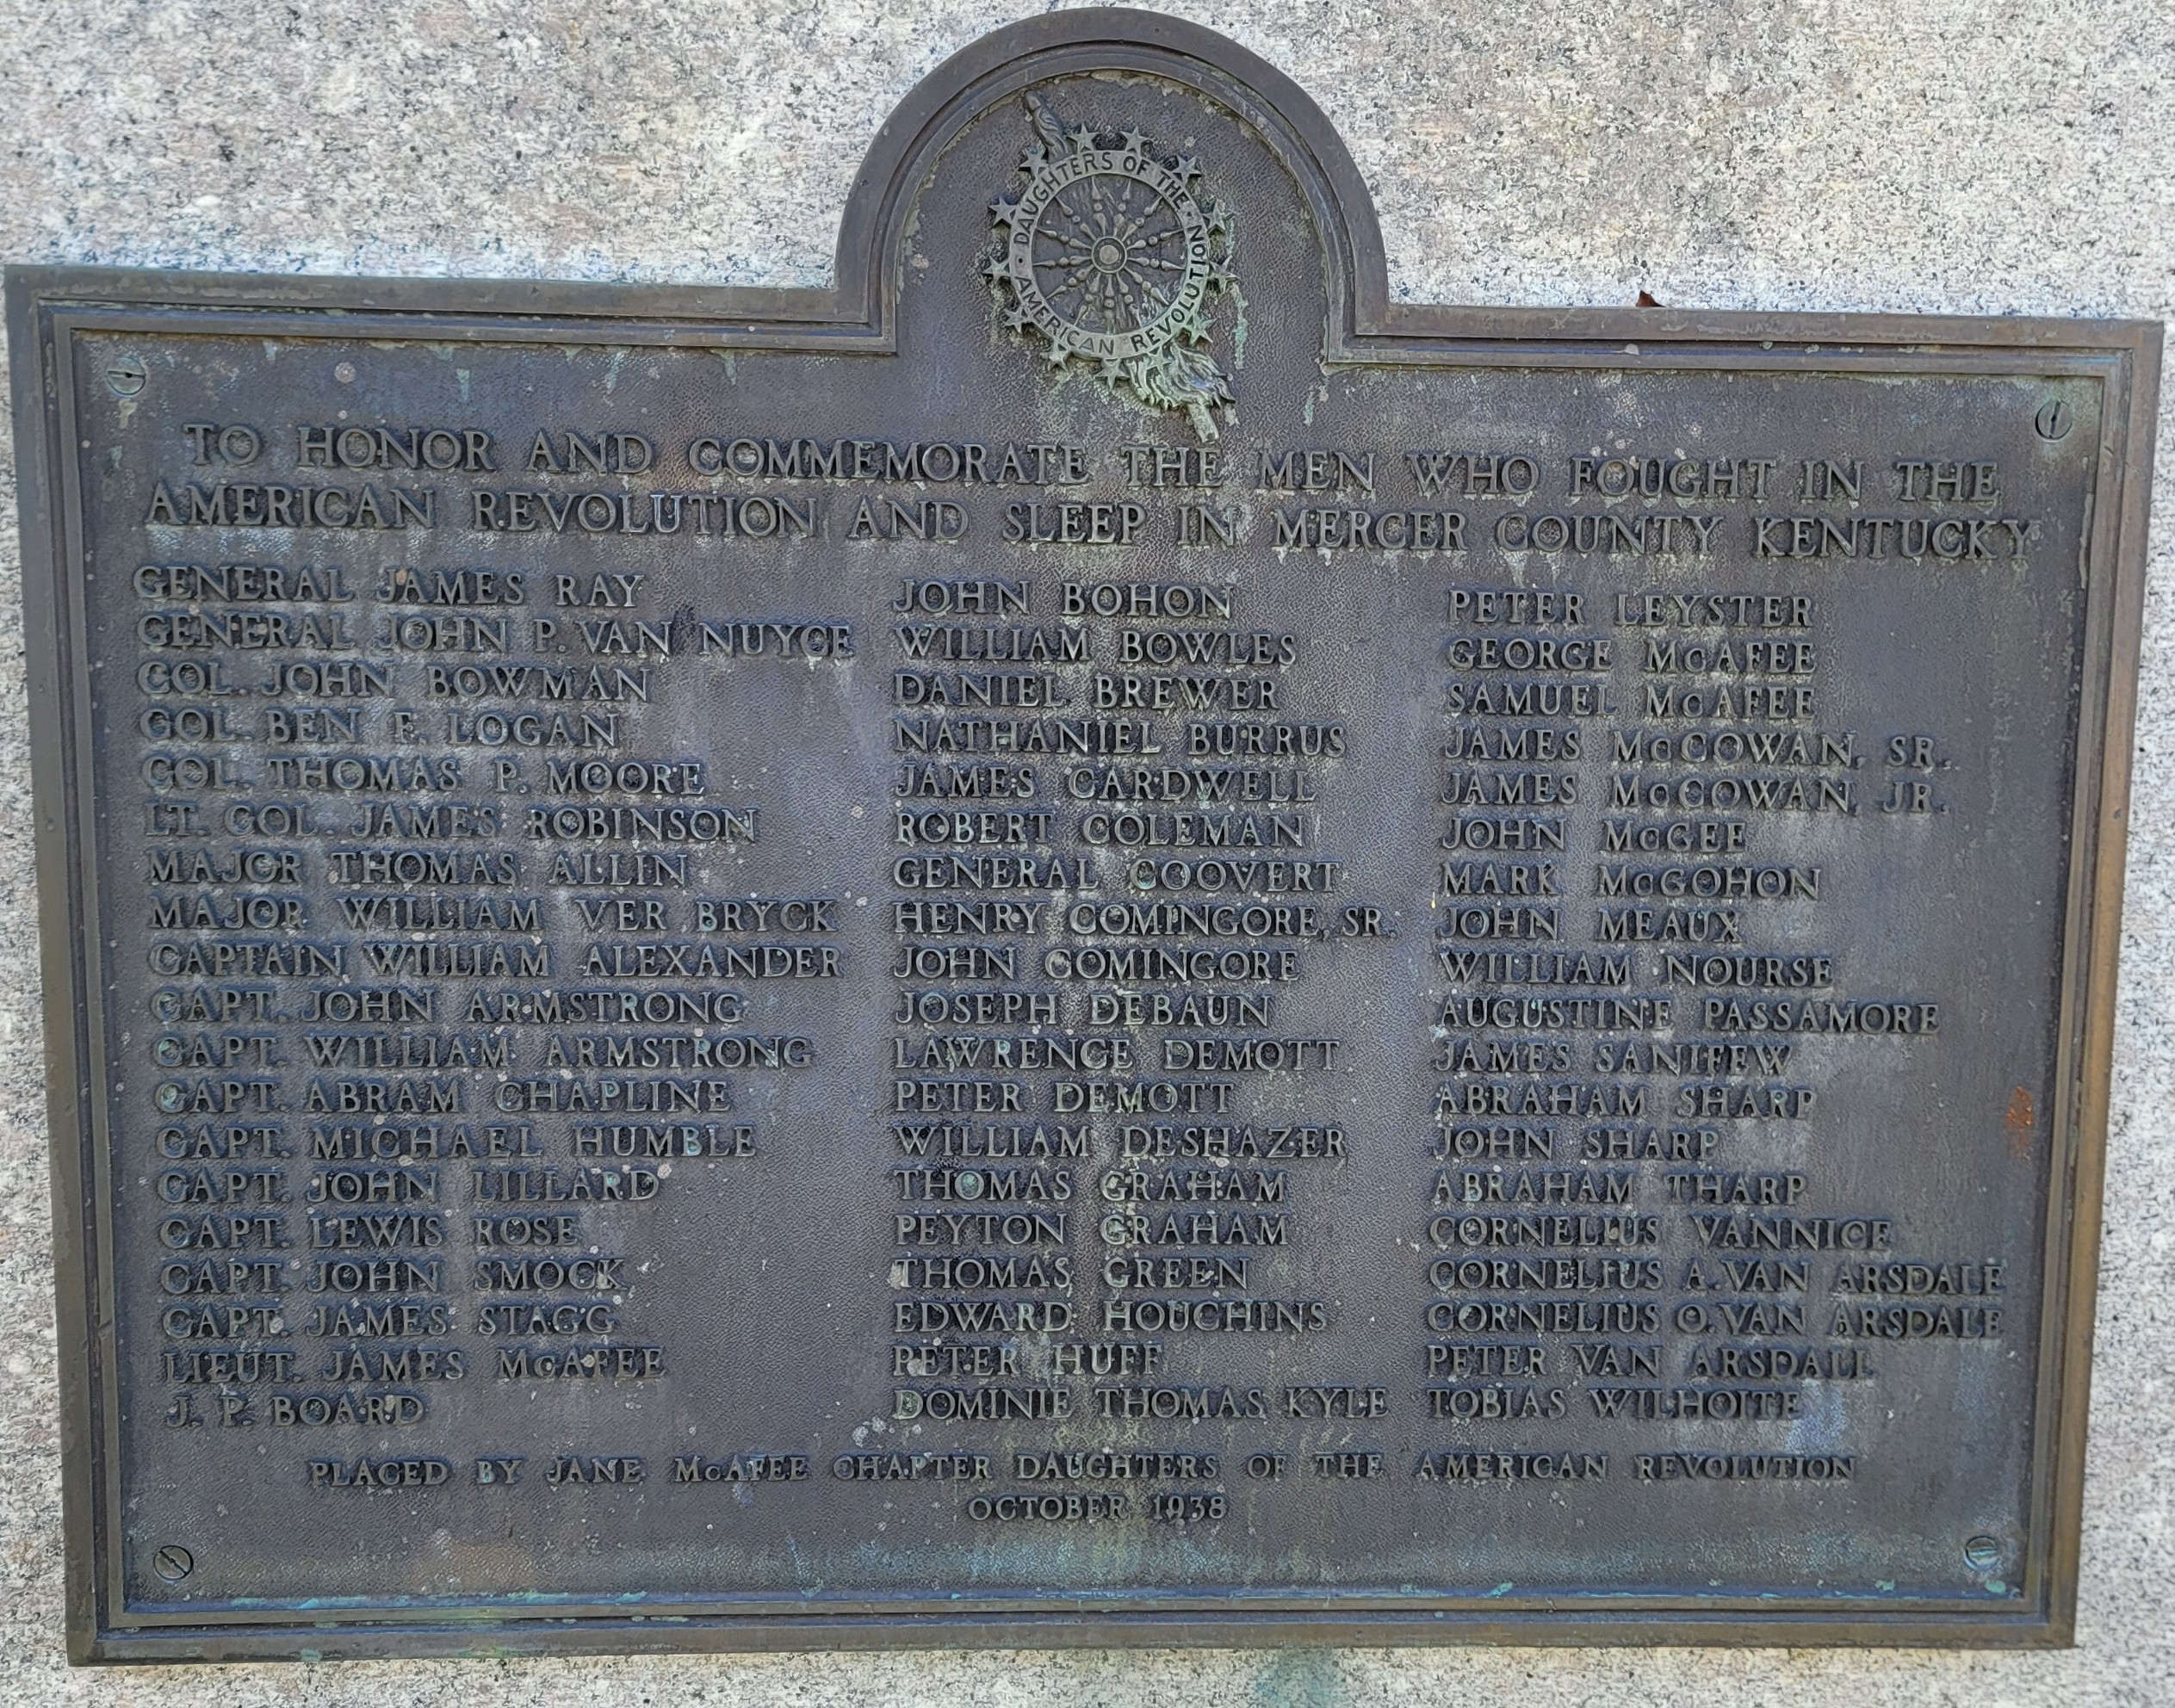 DAUGHTERS OF THE
AMERICAN REVOLUTION
TO HONOR AND COMMEMORATE THE MEN WHO FOUGHT IN THE
AMERICAN REVOLUTION AND SLEEP IN MERCER COUNTY KENTUCKY
GENERAL JAMES RAY
GENERAL JOHN P. VAN NUYCE
COL. JOHN BOWMAN
COL. BEN F. LOGAN
COL. THOMAS P. MOORE
LT. COL. JAMES ROBINSON
MAJOR THOMAS ALLIN
MAJOR WILLIAM VER BRYCK
CAPTAIN WILLIAM ALEXANDER
CAPT. JOHN ARMSTRONG
CAPT. WILLIAM ARMSTRONG
CAPT. ABRAM CHAPLINE
CAPT. MICHAEL HUMBLE
CAPT. JOHN LILLARD
CAPT. LEWIS ROSE
CAPT. JOHN SMOCK
CAPT. JAMES STAGG
LIEUT. JAMES McAFEE
J. P. BOARD
JOHN BOHON
WILLIAM BOWLES
DANIEL BREWER
NATHANIEL BURRUS
JAMES CARDWELL
ROBERT COLEMAN
GENERAL COOVERT
HENRY COMINGORE, SR.
JOHN COMINGORE
JOSEPH DEBAUN
LAWRENCE DEMOTT
PETER DEMOTT
WILLIAM DESHAZER
THOMAS GRAHAM
PEYTON GRAHAM
THOMAS GREEN
EDWARD HOUCHINS
PETER HUFF
DOMINIE THOMAS KYLE
PETER LEYSTER
GEORGE McAFEE
SAMUEL McAFEE
JAMES McCOWAN, SR.
JAMES McCOWAN, JR.
JOHN McGEE
MARK McGOHON
JOHN MEAUX
WILLIAM NOURSE
AUGUSTINE PASSAMORE
JAMES SANIFEW
ABRAHAM SHARP
JOHN SHARP
ABRAHAM THARP
CORNELIUS VANNICE
CORNELIUS A. VAN ARSDALE
CORNELIUS O. VAN ARSDALE
PETER VAN ARSDALL
TOBIAS WILHOITE
PLACED BY JANE McAFEE CHAPTER DAUGHTERS OF THE AMERICAN REVOLUTION
OCTOBER 1938